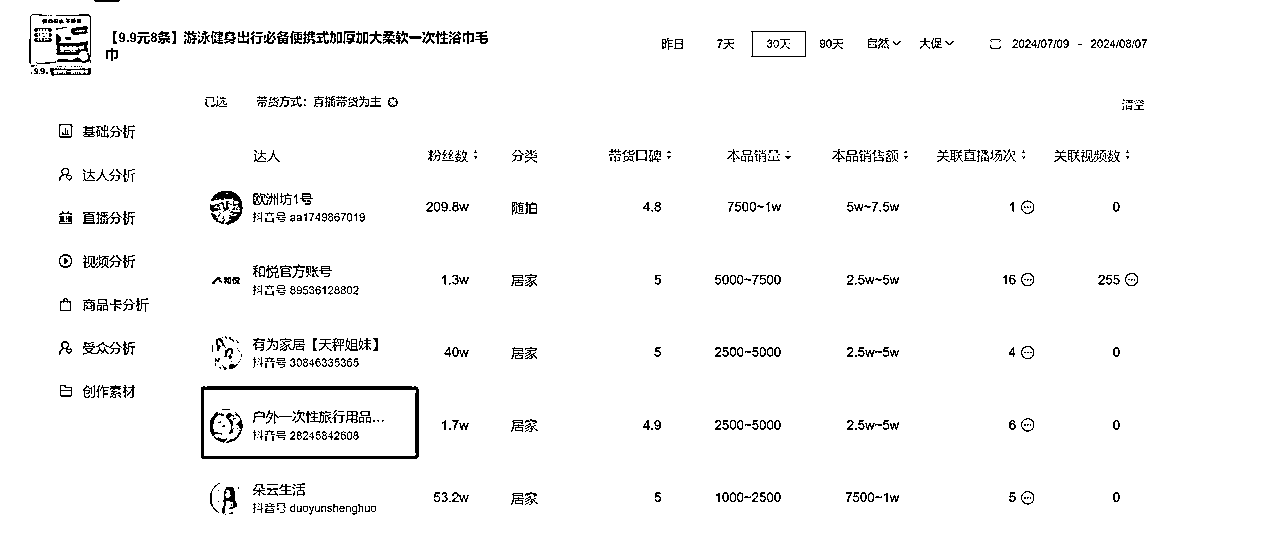 【9.9元8条】游泳健身出行必备便携式加厚加大柔软一次性浴巾毛
巾
昨日 7天 30天 90天 自然 大促 2024/07/09 - 2024/08/07
已选 带货方式: 直播带货为主
清空
基础分析
达人分析
直播分析
视频分析
商品卡分析
受众分析
创作素材
达人 粉丝数 分类 带货口碑 本品销量 本品销售额 关联直播场次 关联视频数
欧洲坊1号
抖音号 aa1749867019
209.8w 随拍 4.8 7500~1w 5w~7.5w 1 0
和悦官方账号
抖音号 89536128802
1.3w 居家 5 5000~7500 2.5w~5w 16 255
有为家居【天秤姐妹】
抖音号 30846335365
40w 居家 5 2500~5000 2.5w~5w 4 0
户外一次性旅行用品...
抖音号 28245842608
1.7w 居家 4.9 2500~5000 2.5w~5w 6 0
朵云生活
抖音号 duoyunshenghuo
53.2w 居家 5 1000~2500 7500~1w 5 0